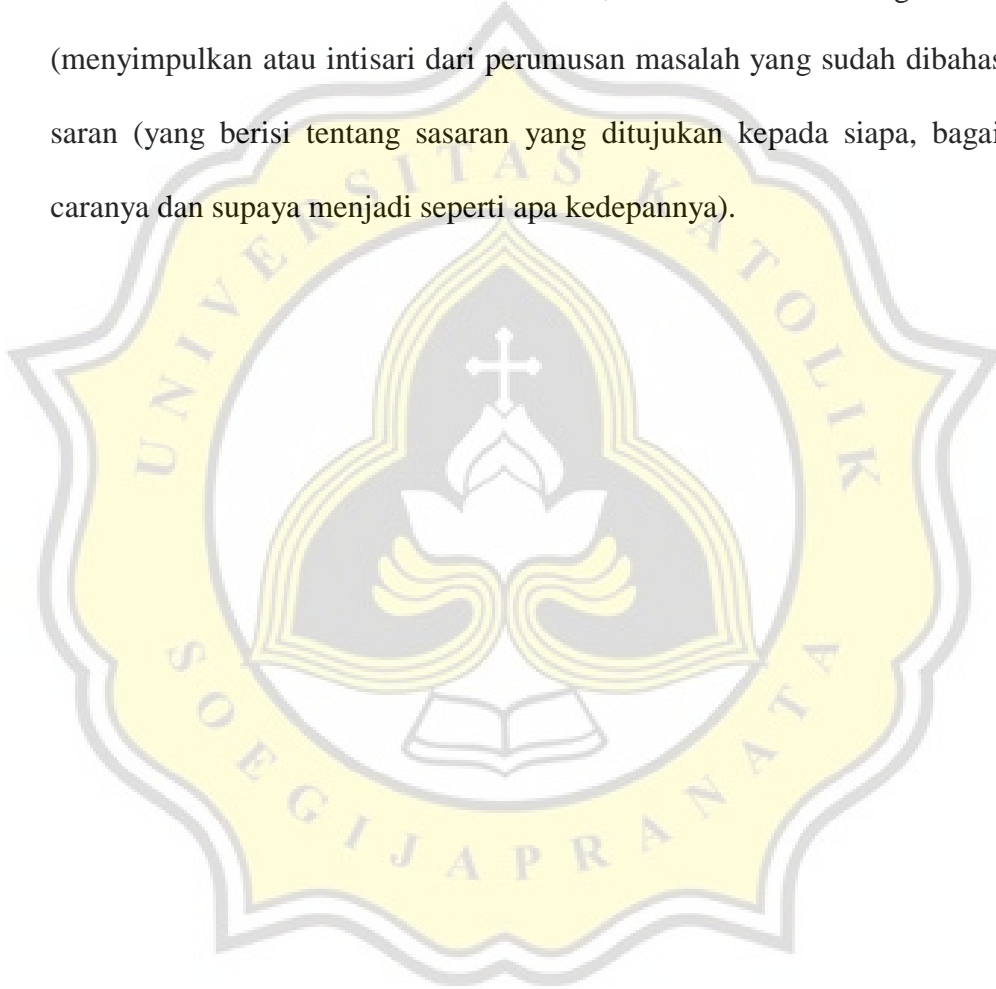 (menyimpulkan atau intisari dari perumusan masalah yang sudah dibahas
saran (yang berisi tentang sasaran yang ditujukan kepada siapa, bagai
caranya dan supaya menjadi seperti apa kedepannya).
UNIVERSITAS KATOLIK
SOEGIJAPRANATA